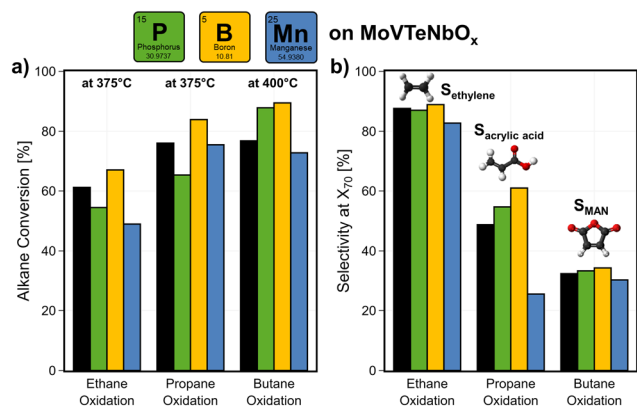 15
P
Phosphorus
30.9737
5
B
Boron
10.81
25
Mn
Manganese
54.9380
on MoVTeNbOx
a)
Alkane Conversion [%]
100
80
60
40
20
0
at 375°C
at 375°C
at 400°C
Ethane
Oxidation
Propane
Oxidation
Butane
Oxidation
b)
Selectivity at X70 [%]
100
80
60
40
20
0
Sethylene
Sacrylic acid
SMAN
Ethane
Oxidation
Propane
Oxidation
Butane
Oxidation